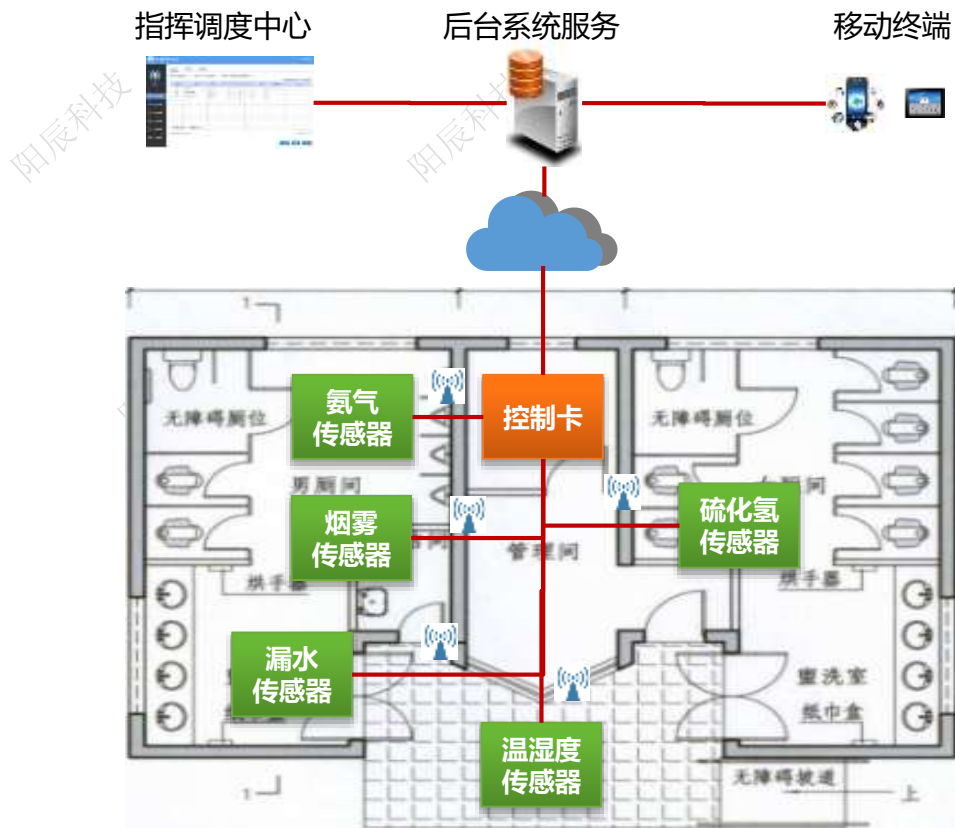 指挥调度中心
后台系统服务
移动终端
阳辰科技
阳辰科技
1
氨气
传感器
控制卡
无障碍厕位
无障碍厕位
男厕间
烟雾
传感器
硫化氢
传感器
管理间
烘手器
烘手器
漏水
传感器
盥洗室
纸巾盒
温湿度
传感器
无障碍坡道
上
1